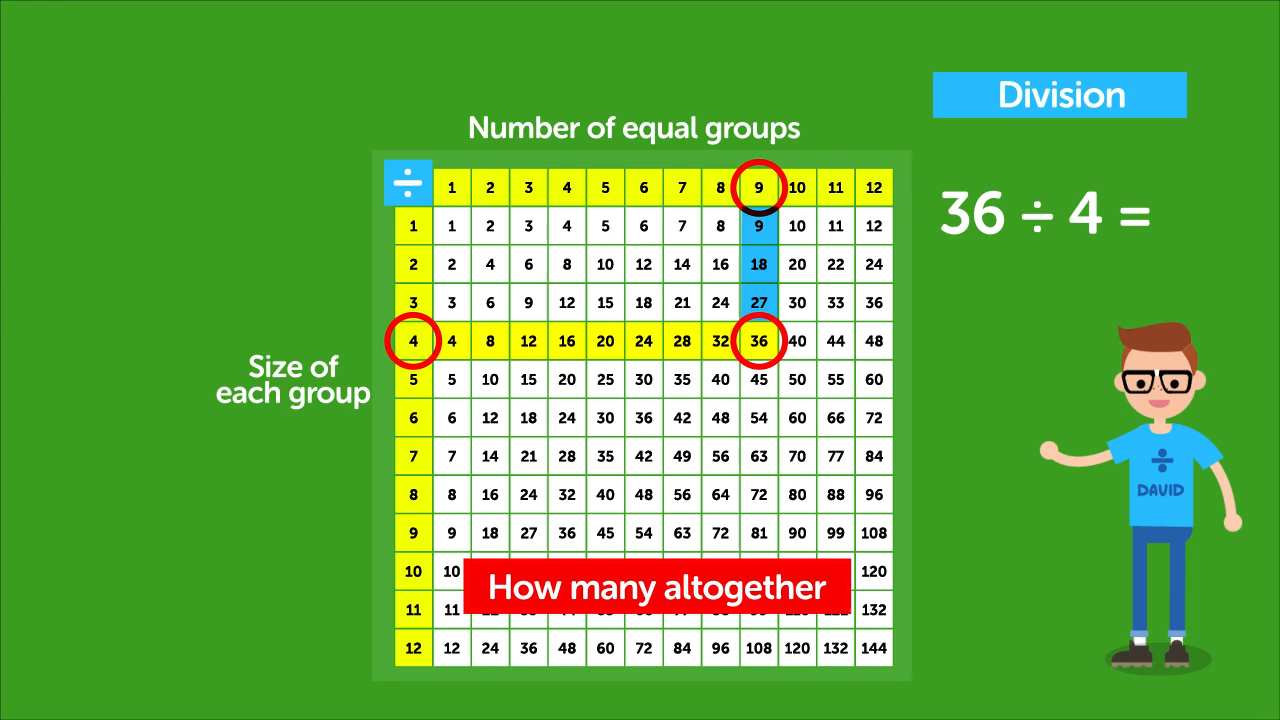 Division
Number of equal groups
36 ÷ 4 =
÷ 1 2 3 4 5 6 7 8 9 10 11 12
1 1 2 3 4 5 6 7 8 9 10 11 12
2 2 4 6 8 10 12 14 16 18 20 22 24
3 3 6 9 12 15 18 21 24 27 30 33 36
4 4 8 12 16 20 24 28 32 36 40 44 48
Size of
each group
5 5 10 15 20 25 30 35 40 45 50 55 60
6 6 12 18 24 30 36 42 48 54 60 66 72
7 7 14 21 28 35 42 49 56 63 70 77 84
8 8 16 24 32 40 48 56 64 72 80 88 96
9 9 18 27 36 45 54 63 72 81 90 99 108
10 10 120
How many altogether
11 11 132
12 12 24 36 48 60 72 84 96 108 120 132 144
÷
DAVID